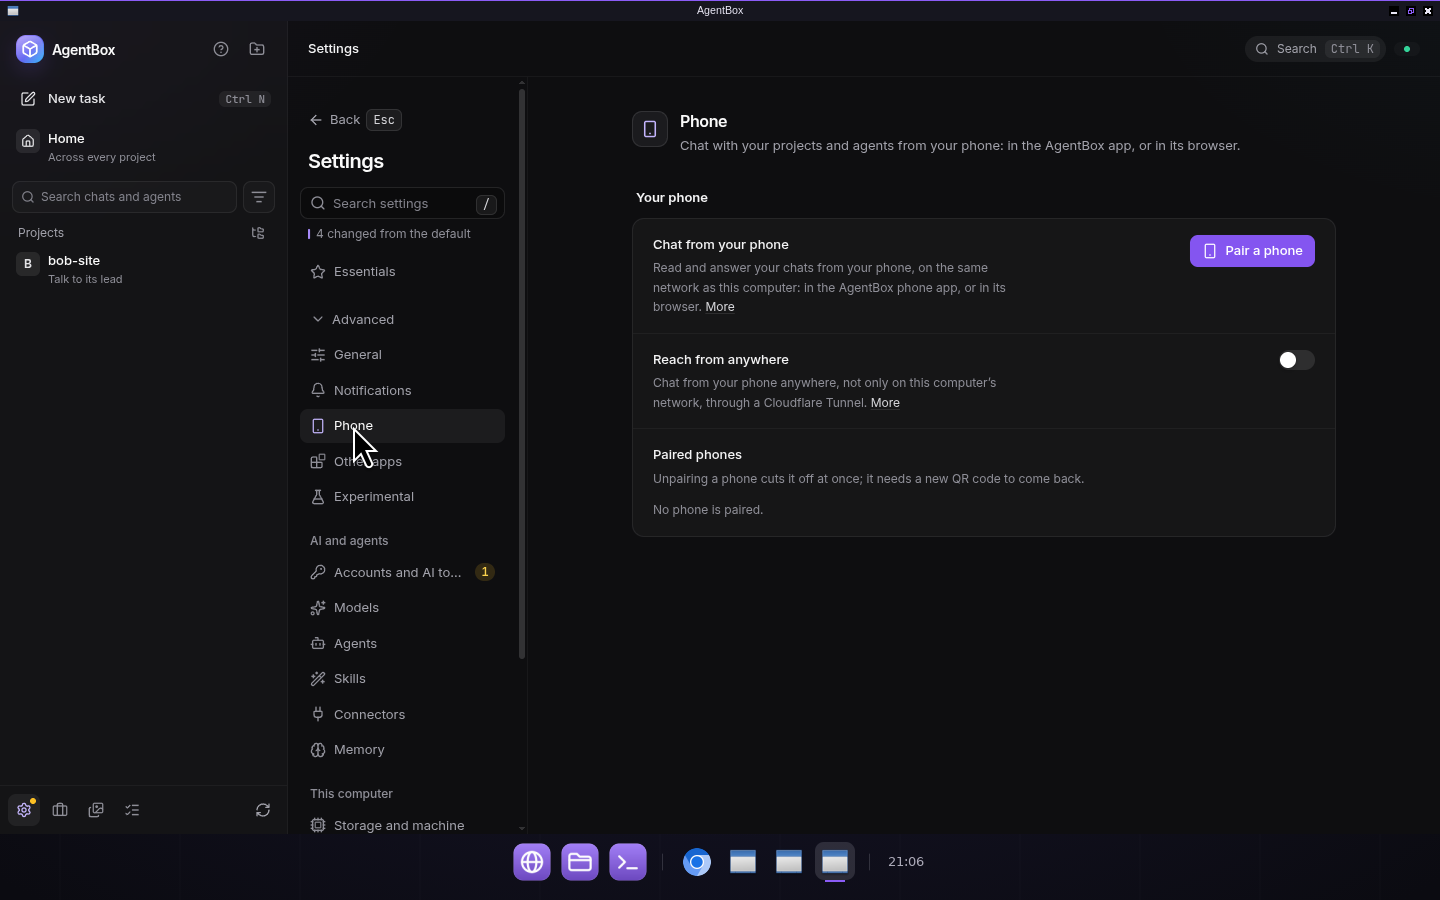 AgentBox
AgentBox
Settings
Search Ctrl K
New task Ctrl N
Home
Across every project
Search chats and agents
Projects
B bob-site
Talk to its lead
Back Esc
Settings
Search settings /
4 changed from the default
Essentials
Advanced
General
Notifications
Phone
Other apps
Experimental
AI and agents
Accounts and AI to... 1
Models
Agents
Skills
Connectors
Memory
This computer
Storage and machine
Phone
Chat with your projects and agents from your phone: in the AgentBox app, or in its browser.
Your phone
Chat from your phone
Read and answer your chats from your phone, on the same
network as this computer: in the AgentBox phone app, or in its
browser. More
Pair a phone
Reach from anywhere
Chat from your phone anywhere, not only on this computer’s
network, through a Cloudflare Tunnel. More
Paired phones
Unpairing a phone cuts it off at once; it needs a new QR code to come back.
No phone is paired.
21:06